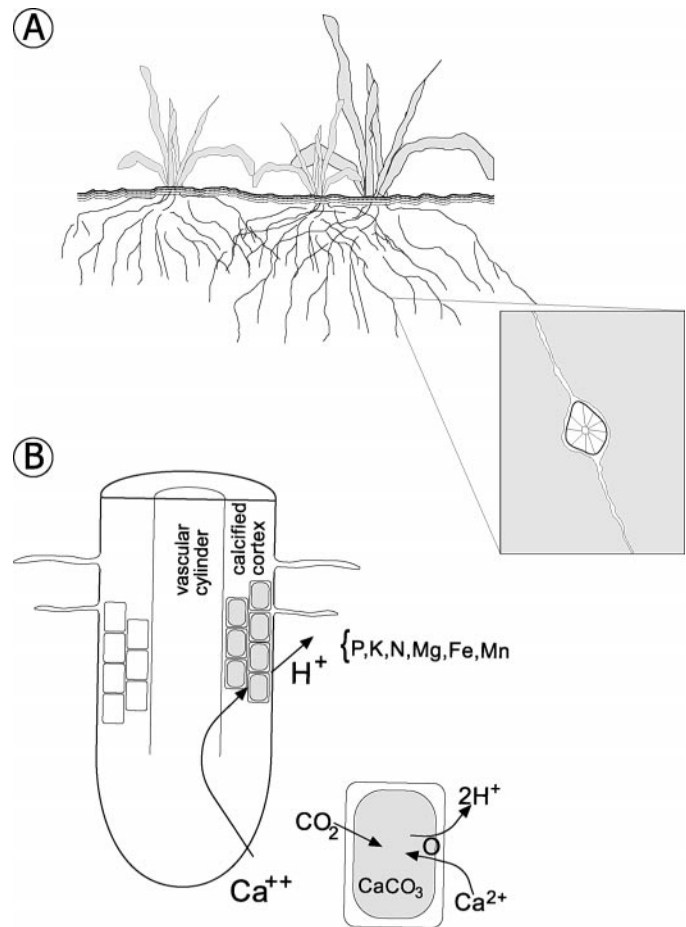 A
B
vascular
cylinder
calcified
cortex
H+
{P,K,N,Mg,Fe,Mn
Ca++
CO2
2H+
O
CaCO3
Ca2+